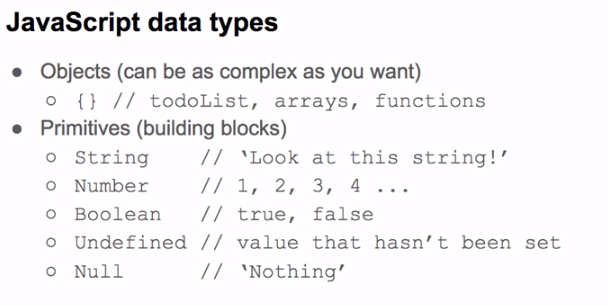 JavaScript data types
● Objects (can be as complex as you want)
○ {} // todoList, arrays, functions
● Primitives (building blocks)
○ String // ‘Look at this string!’
○ Number // 1, 2, 3, 4 ...
○ Boolean // true, false
○ Undefined // value that hasn’t been set
○ Null // ‘Nothing’